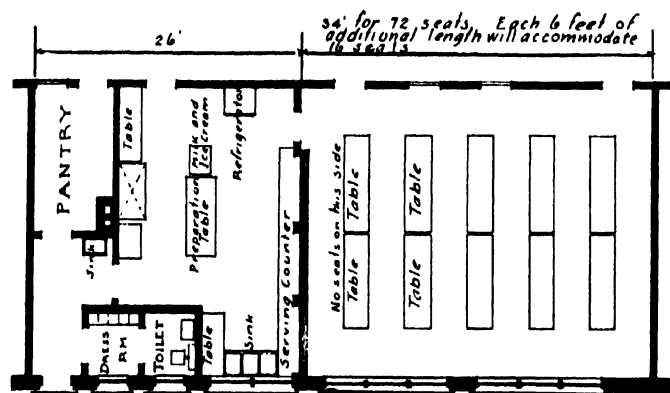 34' for 72 seats. Each 6 feet of
additional length will accommodate
16 seats
26'
PANTRY
Table
Milk and
Ice Cream
Refrigerator
Preparation
Table
Sink
Serving Counter
No seats on this side
Table
Table
Table
Table
DRESS
RM
TOILET
Table
Sink